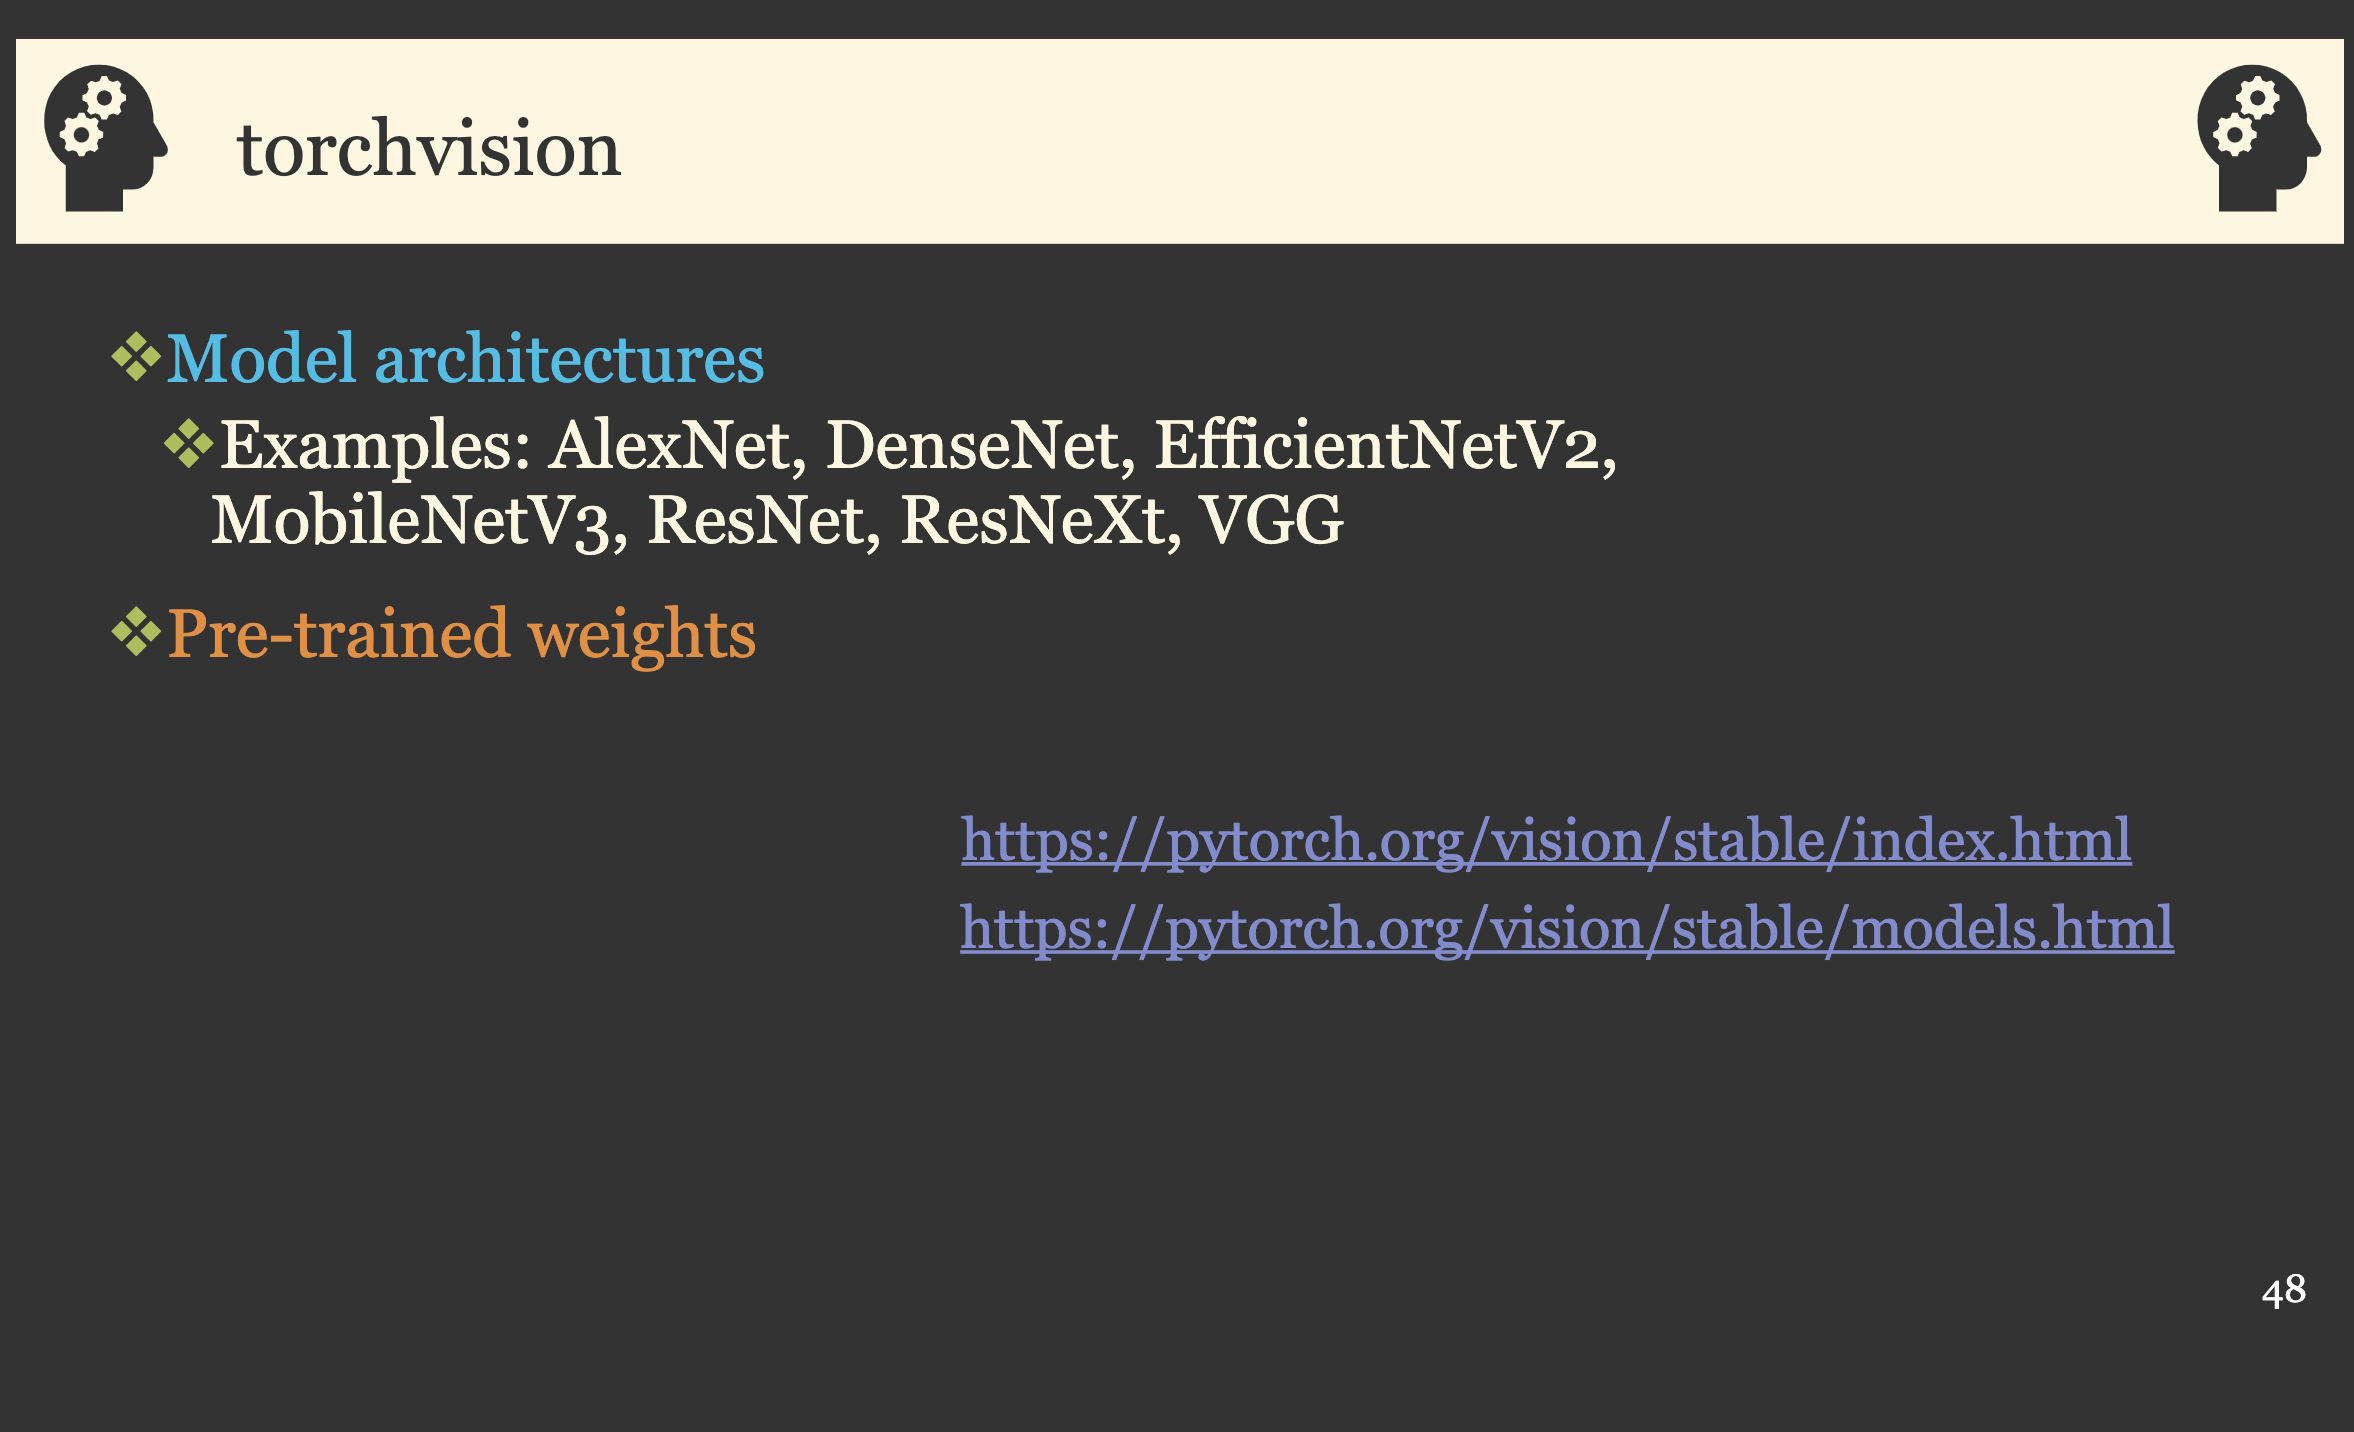 torchvision
❖Model architectures
❖Examples: AlexNet, DenseNet, EfficientNetV2,
MobileNetV3, ResNet, ResNeXt, VGG
❖Pre-trained weights
https://pytorch.org/vision/stable/index.html
https://pytorch.org/vision/stable/models.html
48